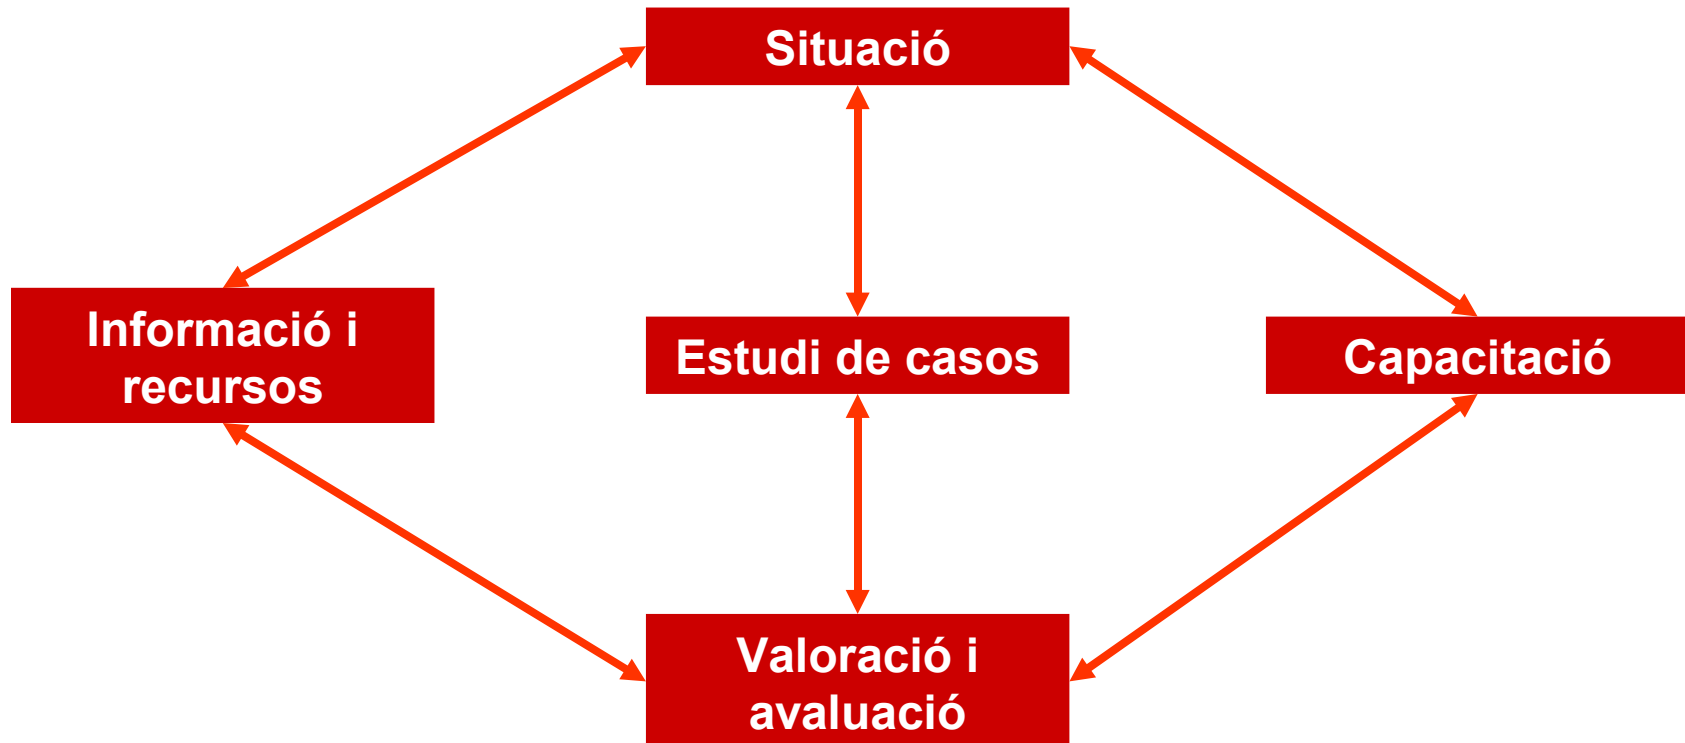 Situació
Informació i
recursos
Estudi de casos
Capacitació
Valoració i
avaluació